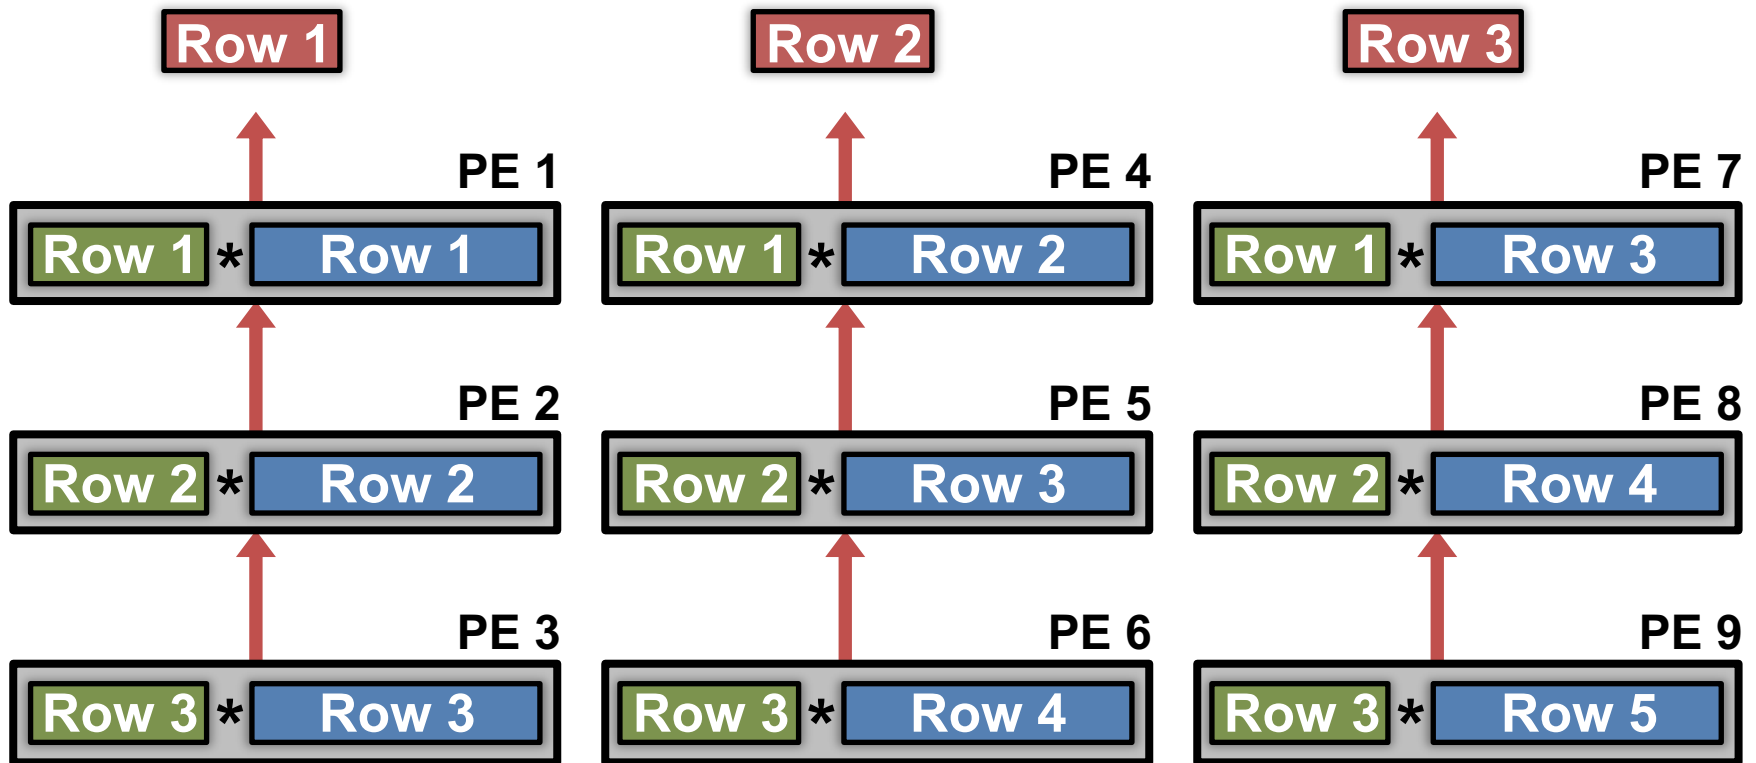 Row 1 Row 2 Row 3
PE 1 PE 4 PE 7
Row 1 * Row 1 Row 1 * Row 2 Row 1 * Row 3
PE 2 PE 5 PE 8
Row 2 * Row 2 Row 2 * Row 3 Row 2 * Row 4
PE 3 PE 6 PE 9
Row 3 * Row 3 Row 3 * Row 4 Row 3 * Row 5